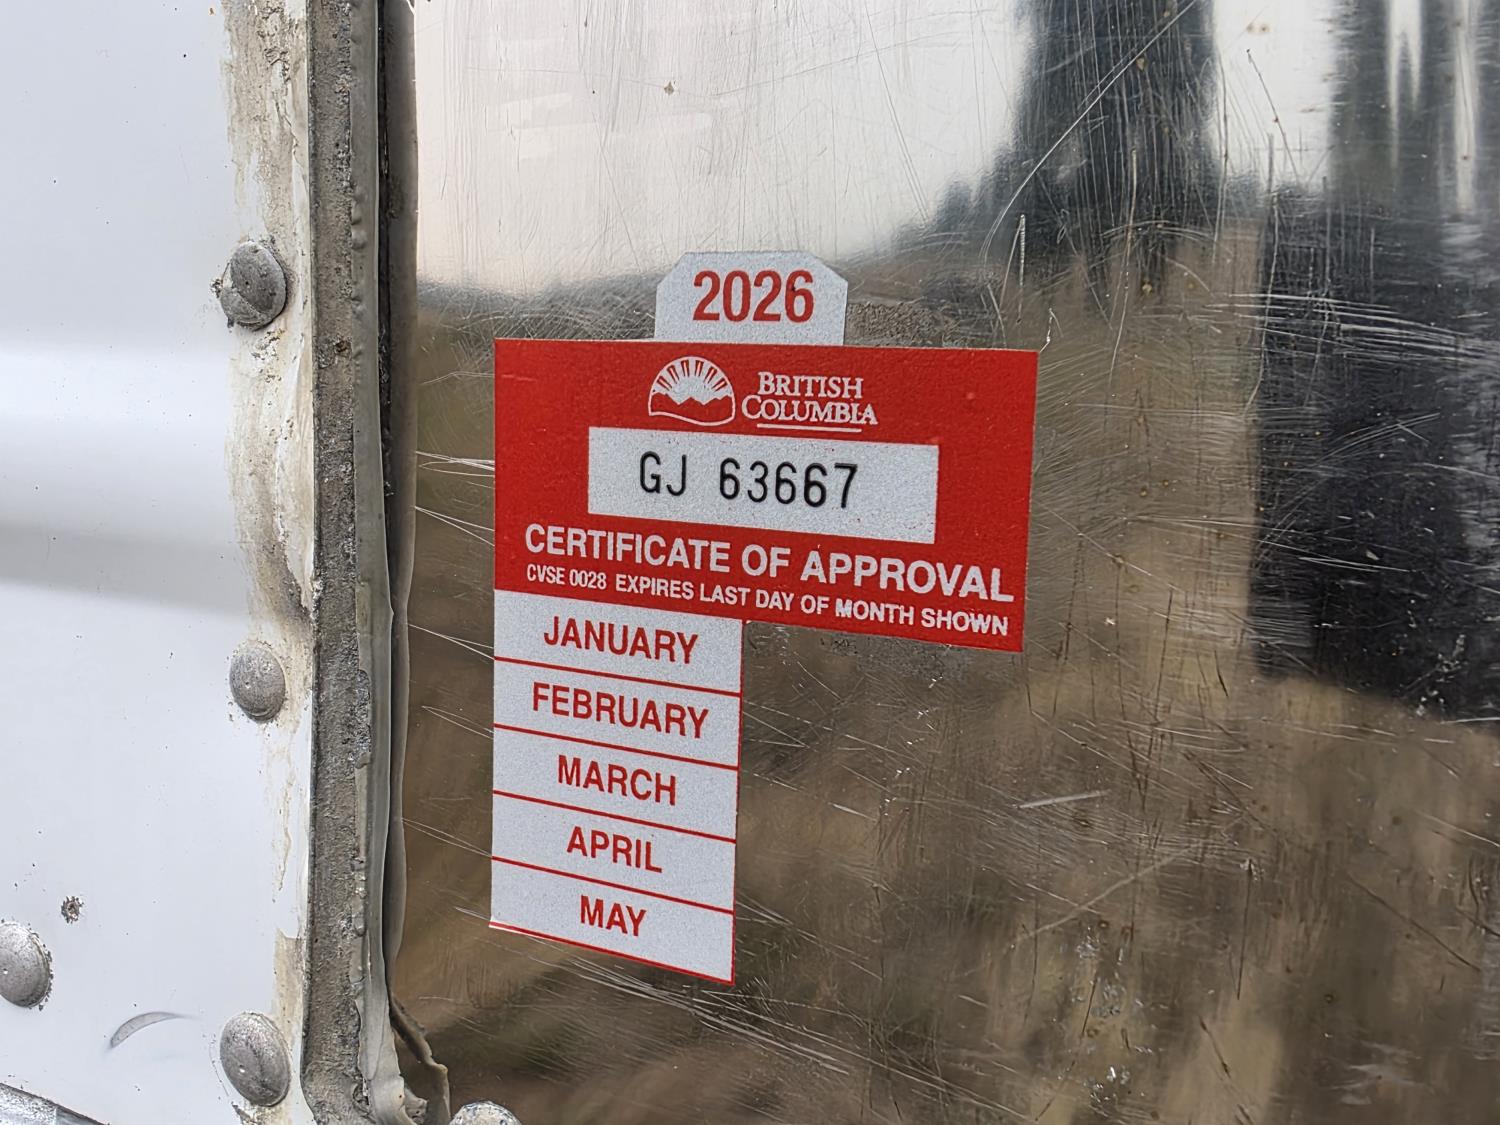 2026
BRITISH
COLUMBIA
GJ 63667
CERTIFICATE OF APPROVAL
CVSE 0028 EXPIRES LAST DAY OF MONTH SHOWN
JANUARY
FEBRUARY
MARCH
APRIL
MAY